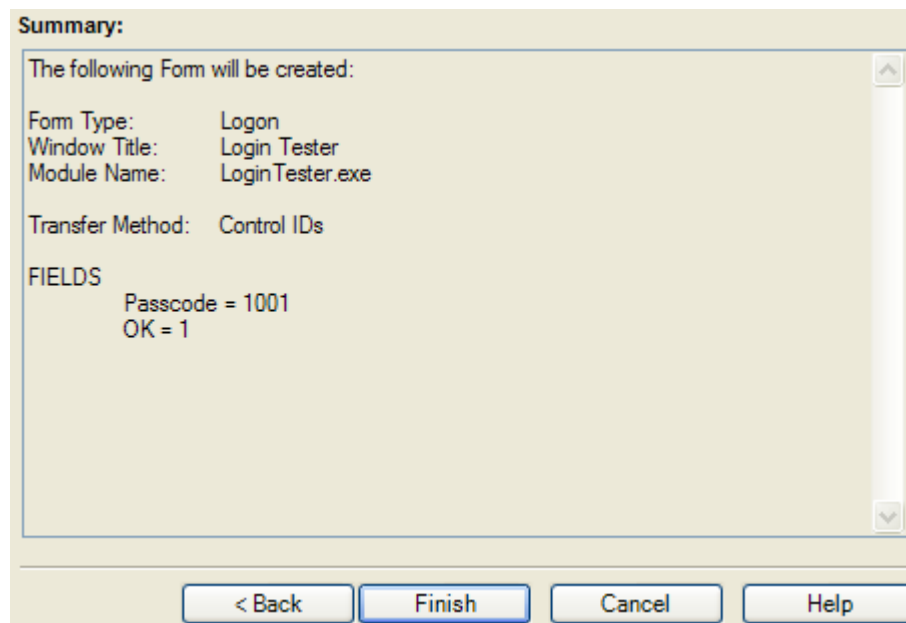 Summary:
The following Form will be created:
Form Type: Logon
Window Title: Login Tester
Module Name: LoginTester.exe
Transfer Method: Control IDs
FIELDS
Passcode = 1001
OK = 1
< Back Finish Cancel Help